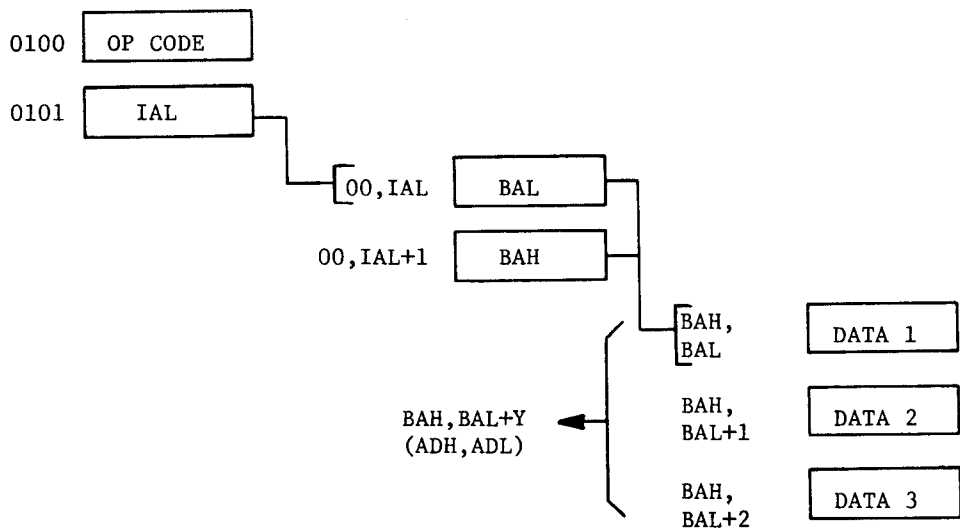 0100 OP CODE
0101 IAL
00,IAL BAL
00,IAL+1 BAH
BAH,
BAL
DATA 1
BAH,BAL+Y
(ADH,ADL)
BAH,
BAL+1
DATA 2
BAH,
BAL+2
DATA 3